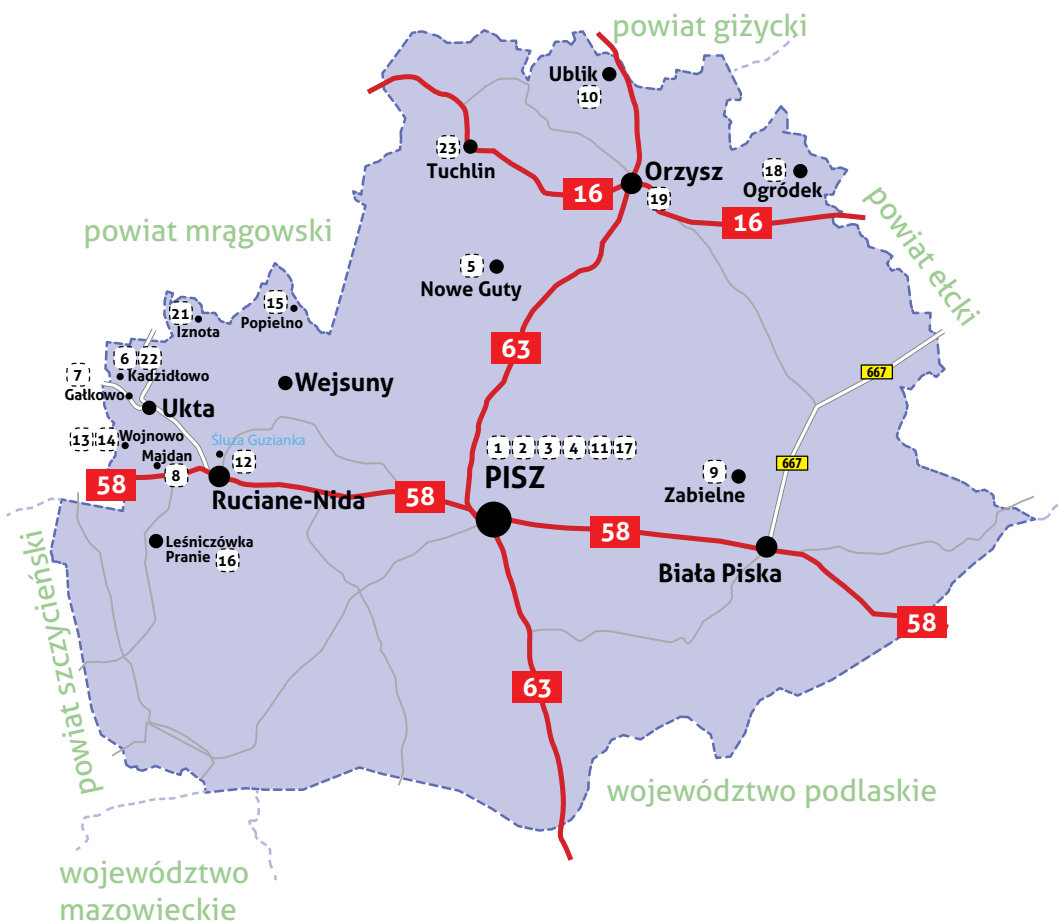 powiat giżycki
Ublik
10
23
Tuchlin
Orzysz
16
19
18
Ogródek
16
powiat ełcki
powiat mrągowski
5
Nowe Guty
15
Popielno
21
Iznota
63
6 22
7
Kadzidłowo
Gałkowo
Wejsuny
667
Ukta
13 14
Wojnowo
Śluza Guzianka
Majdan
12
8
58
Ruciane-Nida
1 2 3 4 11 17
PISZ
58
667
9
Zabielne
58
Leśniczówka
Pranie
16
Biała Piska
58
powiat szczycieński
63
województwo podlaskie
województwo
mazowieckie